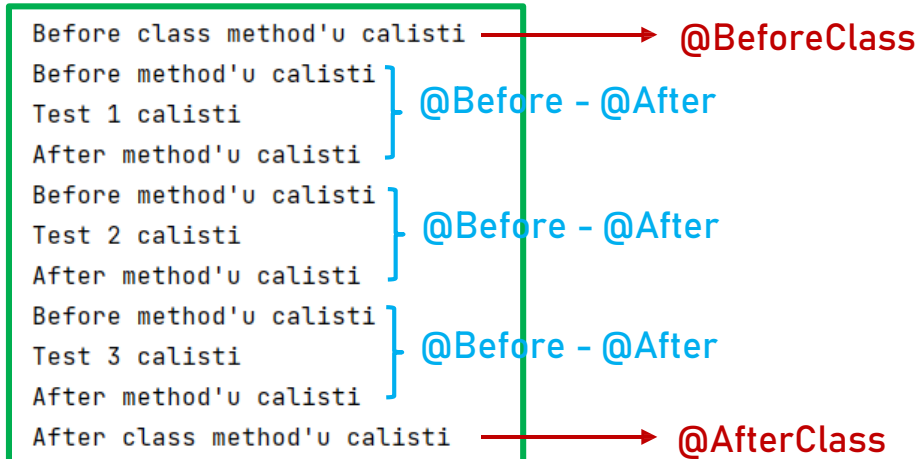 Before class method'u calisti @BeforeClass
Before method'u calisti
Test 1 calisti @Before - @After
After method'u calisti
Before method'u calisti
Test 2 calisti @Before - @After
After method'u calisti
Before method'u calisti
Test 3 calisti @Before - @After
After method'u calisti
After class method'u calisti @AfterClass